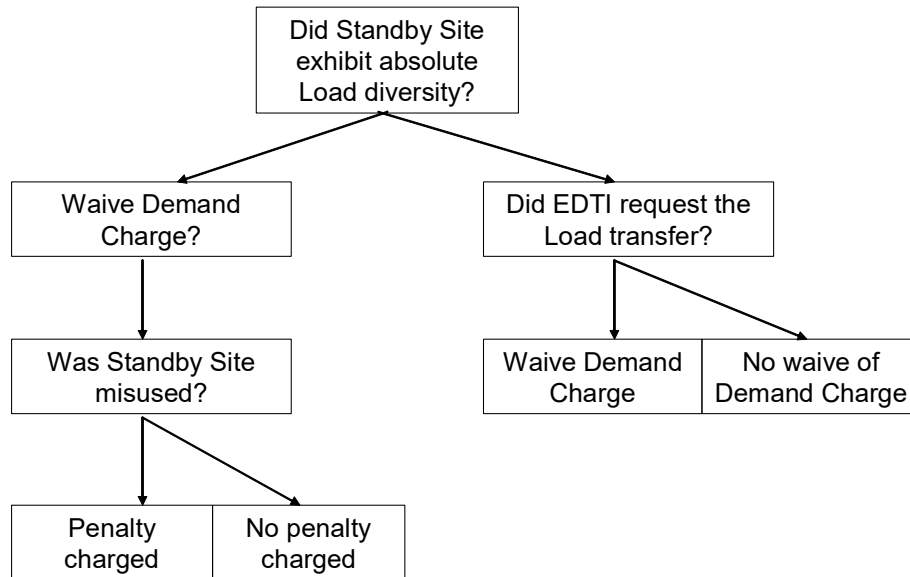 Did Standby Site
exhibit absolute
Load diversity?
Waive Demand
Charge?
Did EDTI request the
Load transfer?
Was Standby Site
misused?
Waive Demand
Charge
No waive of
Demand Charge
Penalty
charged
No penalty
charged